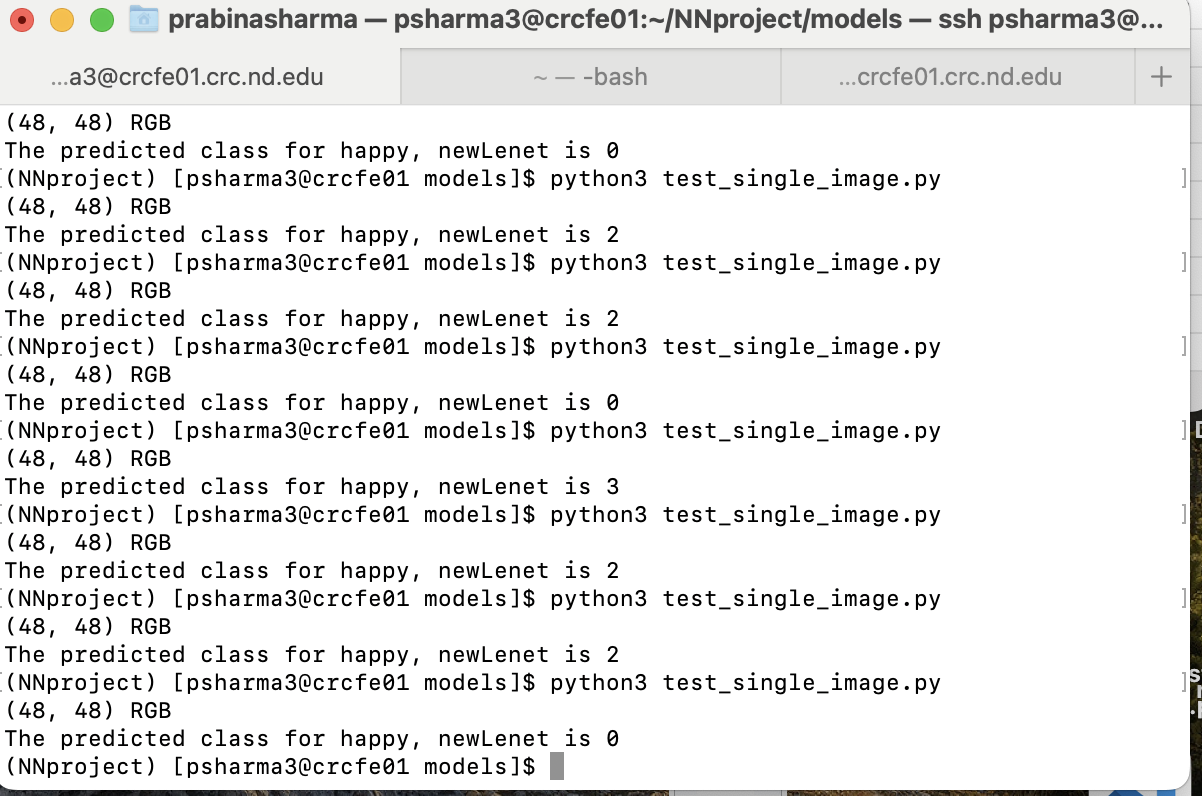 prabinasharma — psharma3@crcfe01:~/NNproject/models — ssh psharma3@...
...a3@crcfe01.crc.nd.edu
~ — -bash
...crcfe01.crc.nd.edu
+
(48, 48) RGB
The predicted class for happy, newLenet is 0
[(NNproject) [psharma3@crcfe01 models]$ python3 test_single_image.py ]
(48, 48) RGB
The predicted class for happy, newLenet is 2
[(NNproject) [psharma3@crcfe01 models]$ python3 test_single_image.py ]
(48, 48) RGB
The predicted class for happy, newLenet is 2
[(NNproject) [psharma3@crcfe01 models]$ python3 test_single_image.py ]
(48, 48) RGB
The predicted class for happy, newLenet is 0
[(NNproject) [psharma3@crcfe01 models]$ python3 test_single_image.py ]
(48, 48) RGB
The predicted class for happy, newLenet is 3
[(NNproject) [psharma3@crcfe01 models]$ python3 test_single_image.py ]
(48, 48) RGB
The predicted class for happy, newLenet is 2
[(NNproject) [psharma3@crcfe01 models]$ python3 test_single_image.py ]
(48, 48) RGB
The predicted class for happy, newLenet is 2
[(NNproject) [psharma3@crcfe01 models]$ python3 test_single_image.py ]
(48, 48) RGB
The predicted class for happy, newLenet is 0
(NNproject) [psharma3@crcfe01 models]$